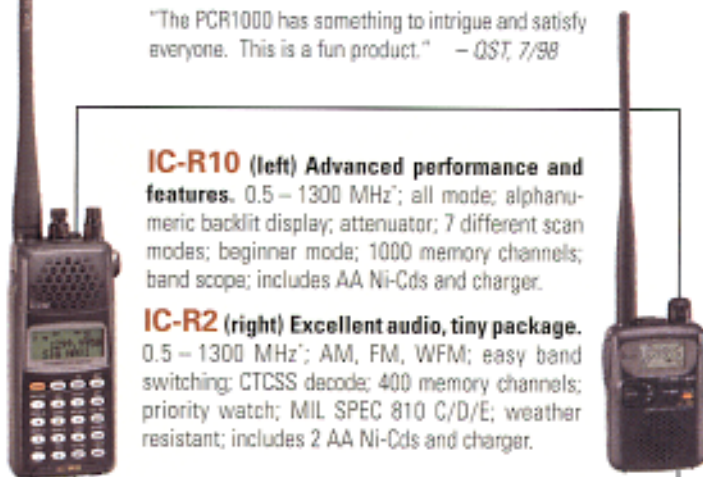 "The PCR1000 has something to intrigue and satisfy
everyone. This is a fun product." – QST, 7/98
IC-R10 (left) Advanced performance and
features. 0.5 – 1300 MHz*; all mode; alphanu-
meric backlit display; attenuator; 7 different scan
modes; beginner mode; 1000 memory channels;
band scope; includes AA Ni-Cds and charger.
IC-R2 (right) Excellent audio, tiny package.
0.5 – 1300 MHz*; AM, FM, WFM; easy band
switching; CTCSS decode; 400 memory channels;
priority watch; MIL SPEC 810 C/D/E; weather
resistant; includes 2 AA Ni-Cds and charger.